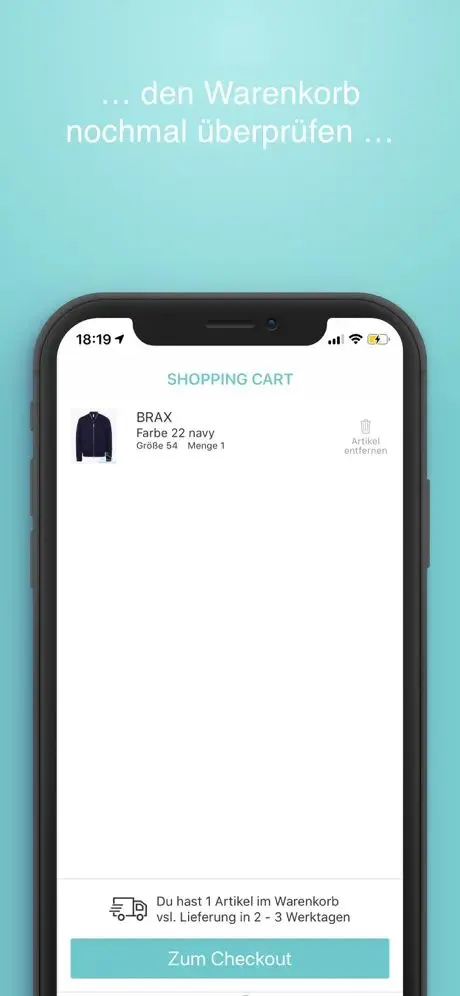 … den Warenkorb
nochmal überprüfen …
18:19
SHOPPING CART
BRAX
Farbe 22 navy
Größe 54 Menge 1
Artikel
entfernen
Du hast 1 Artikel im Warenkorb
vsl. Lieferung in 2 - 3 Werktagen
Zum Checkout